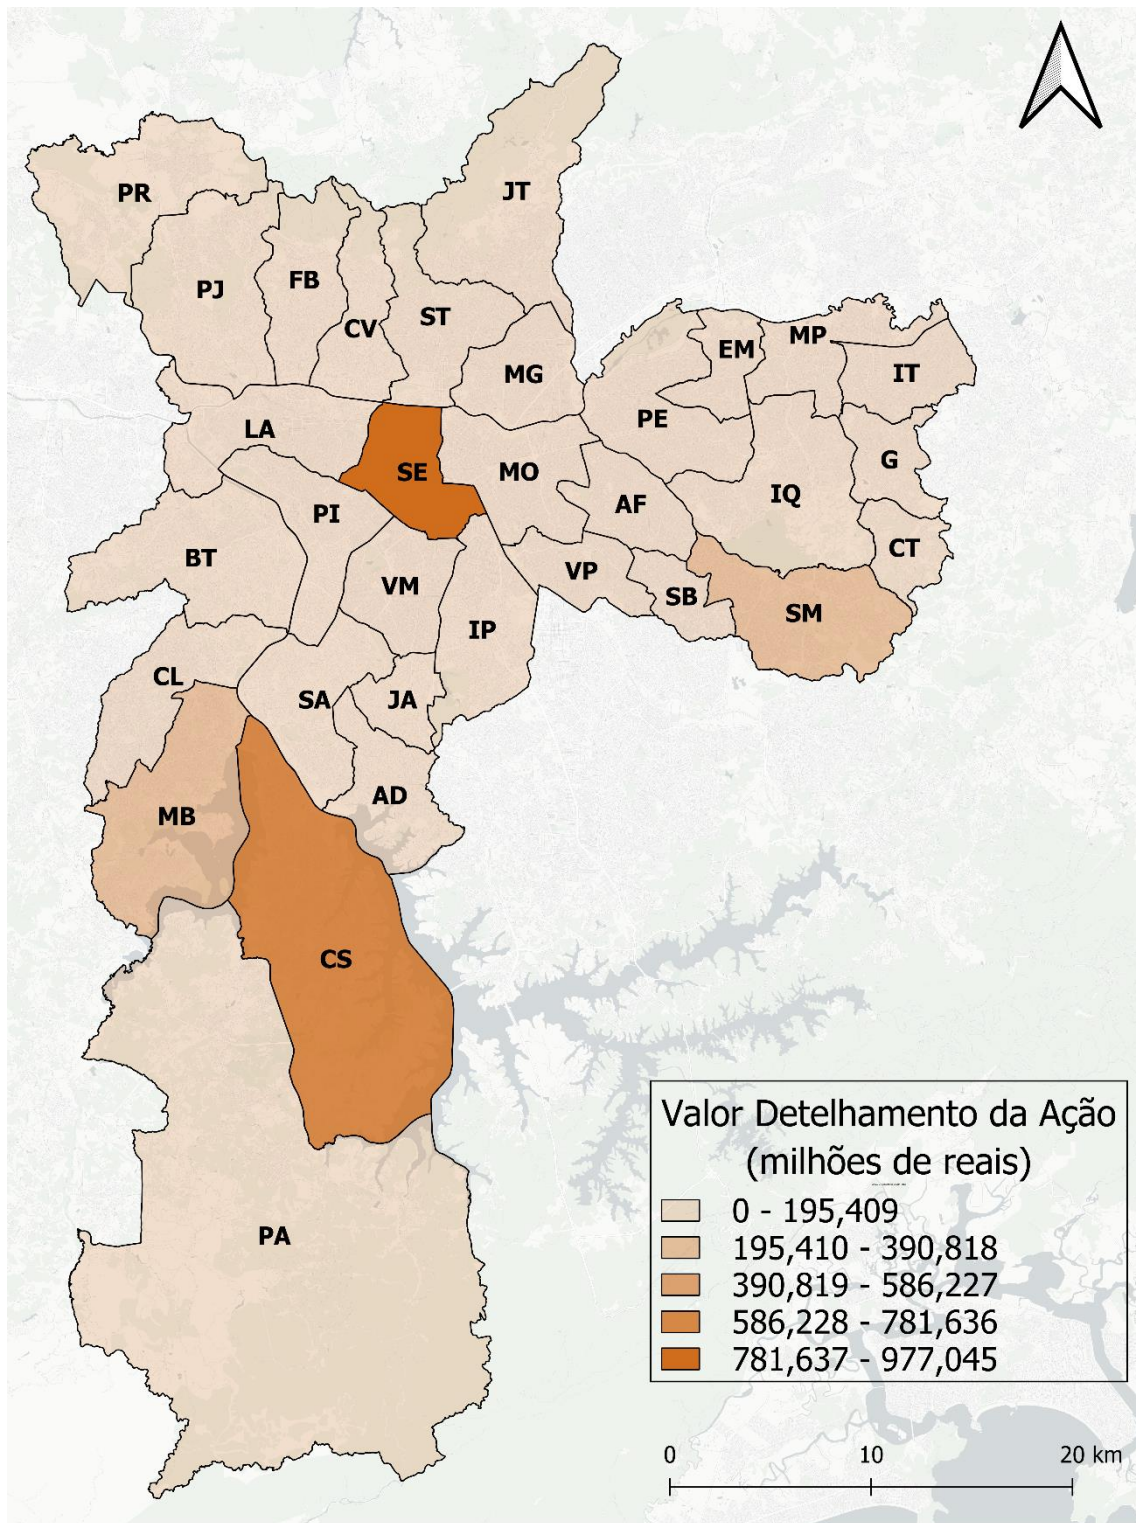 JT
PR
FB
PJ
ST
CV
MP
EM
MG
IT
PE
LA
G
SE
MO
IQ
AF
PI
CT
BT
VP
VM
SB
SM
IP
CL
SA
JA
AD
MB
CS
PA
Valor Detelhamento da Ação
(milhões de reais)
0 - 195,409
195,410 - 390,818
390,819 - 586,227
586,228 - 781,636
781,637 - 977,045
0 10 20 km